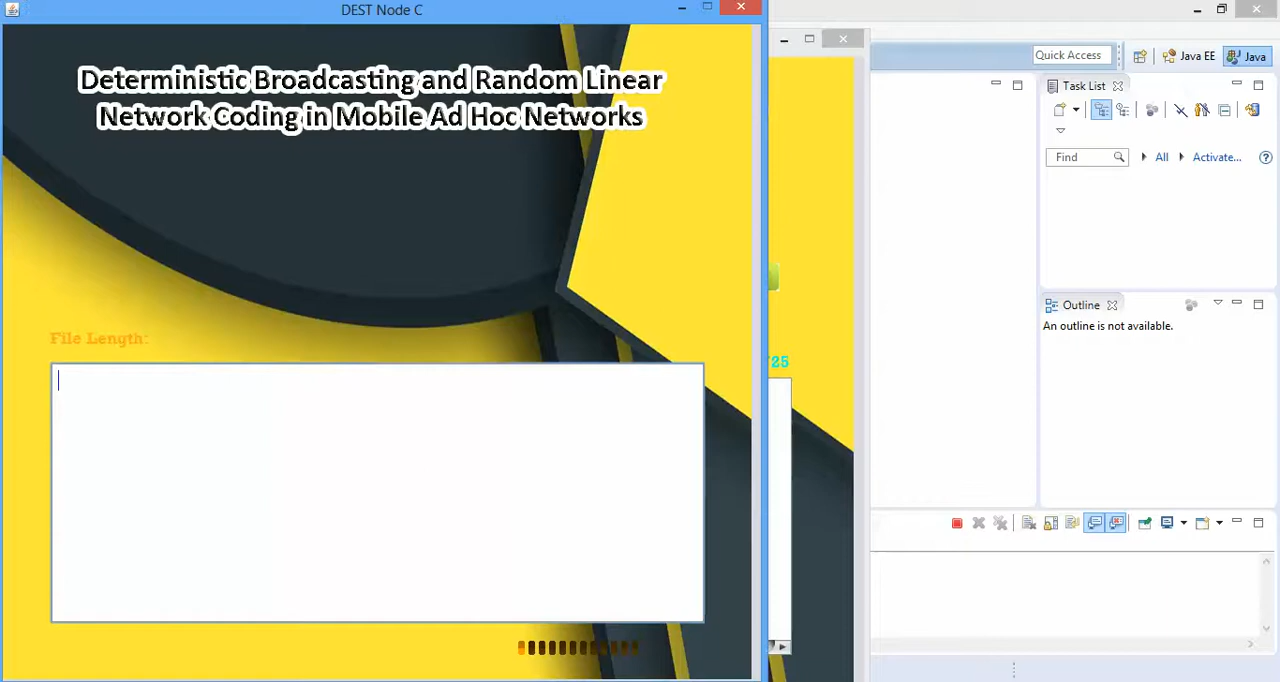 DEST Node C
Deterministic Broadcasting and Random Linear
Network Coding in Mobile Ad Hoc Networks
File Length:
25
Quick Access
Java EE
Java
Task List
Find
All
Activate...
Outline
An outline is not available.